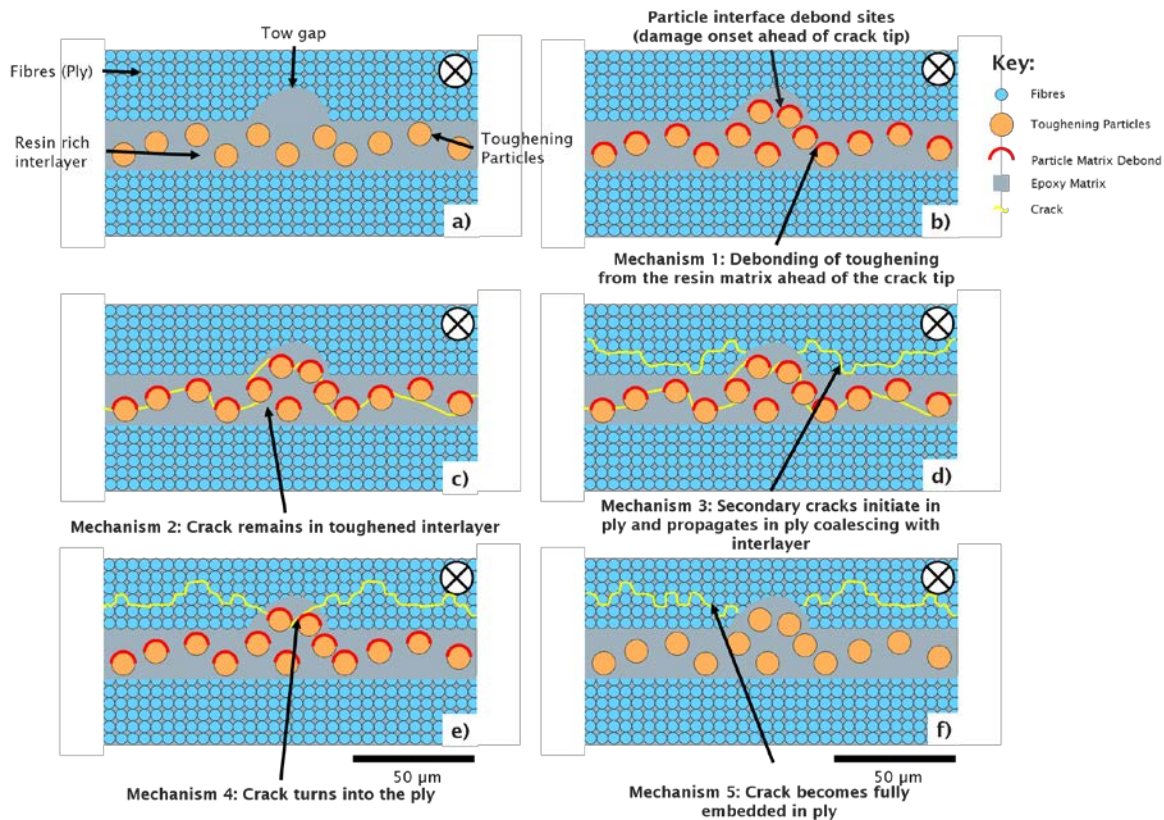 Tow gap
Fibres (Ply)
Resin rich
interlayer
Toughening
Particles
a)
Particle interface debond sites
(damage onset ahead of crack tip)
b)
Key:
Fibres
Toughening Particles
Particle Matrix Debond
Epoxy Matrix
Crack
Mechanism 1: Debonding of toughening
from the resin matrix ahead of the crack tip
c)
Mechanism 2: Crack remains in toughened interlayer
d)
Mechanism 3: Secondary cracks initiate in
ply and propagates in ply coalescing with
interlayer
e)
50 µm
Mechanism 4: Crack turns into the ply
f)
50 µm
Mechanism 5: Crack becomes fully
embedded in ply